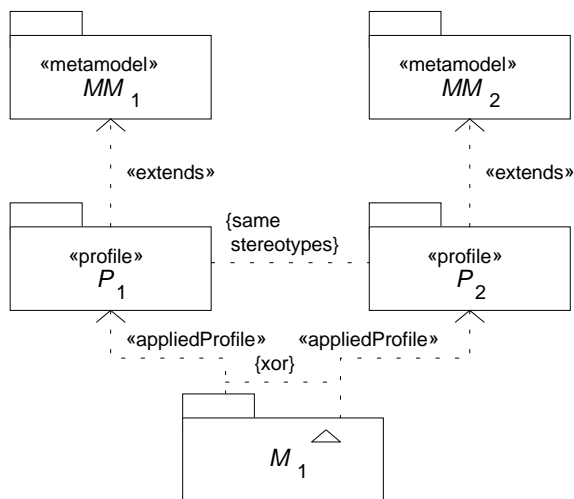 «metamodel» «metamodel»
MM 1 MM 2
«extends» «extends»
{same
stereotypes}
«profile» «profile»
P 1 P 2
«appliedProfile» «appliedProfile»
{xor}
M 1